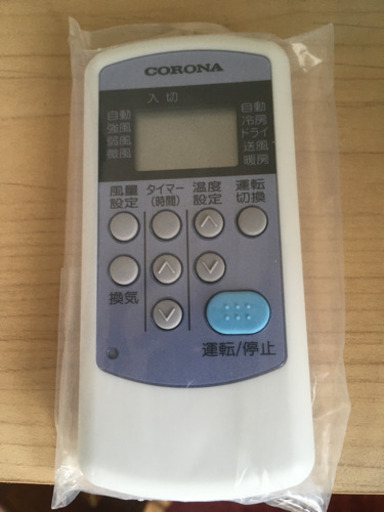 CORONA
入 切
自動
強風
弱風
微風
自動
冷房
ドライ
送風
暖房
風量
設定
タイマー
(時間)
温度
設定
運転
切換
換気
運転/停止